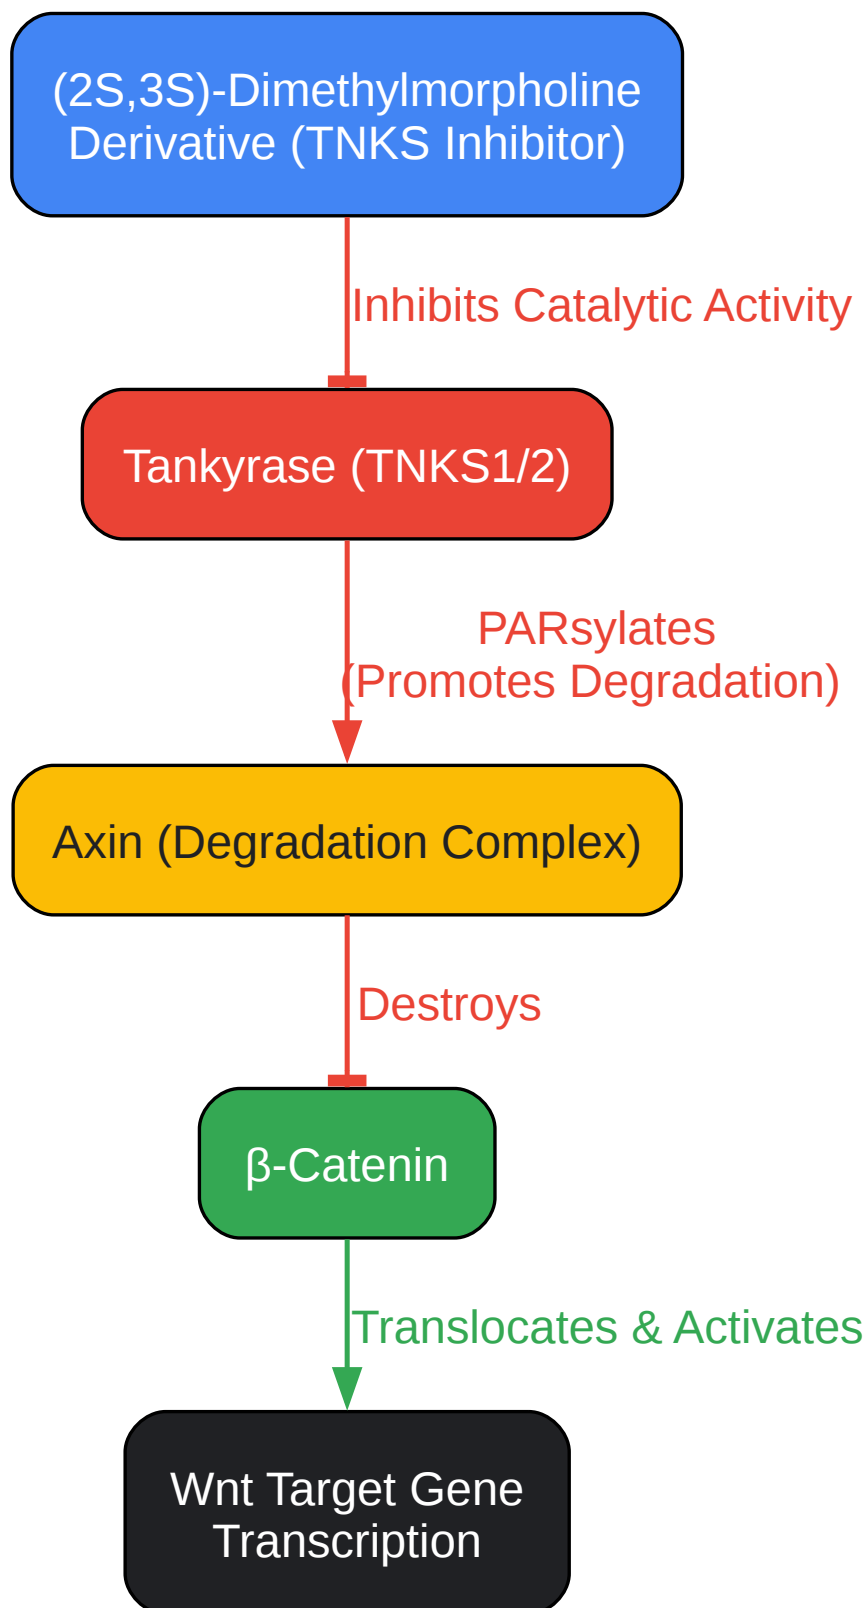 (2S,3S)-Dimethylmorpholine
Derivative (TNKS Inhibitor)
Inhibits Catalytic Activity
Tankyrase (TNKS1/2)
PARsylates
(Promotes Degradation)
Axin (Degradation Complex)
Destroys
β-Catenin
Translocates & Activates
Wnt Target Gene
Transcription